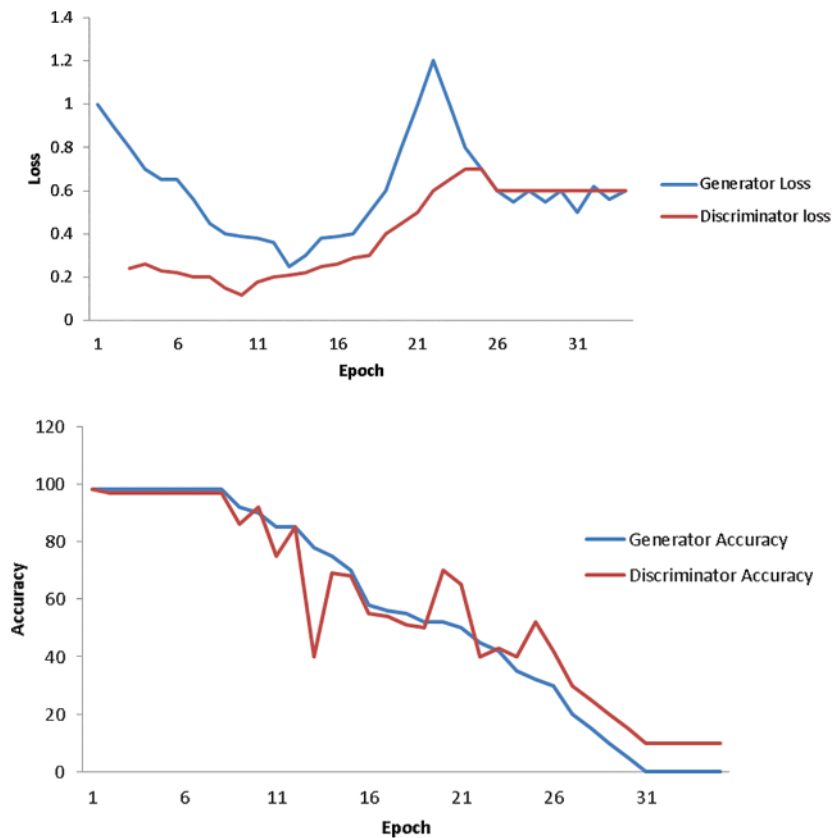 1.4
1.2
1
0.8
0.6
0.4
0.2
0
Loss
1 6 11 16 21 26 31
Epoch
Generator Loss
Discriminator loss
120
100
80
60
40
20
0
Accuracy
1 6 11 16 21 26 31
Epoch
Generator Accuracy
Discriminator Accuracy